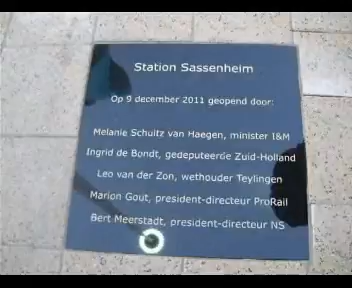 Station Sassenheim
Op 9 december 2011 geopend door:
Melanie Schultz van Haegen, minister I&M
Ingrid de Bondt, gedeputeerde Zuid-Holland
Leo van der Zon, wethouder Teylingen
Marion Gout, president-directeur ProRail
Bert Meerstadt, president-directeur NS